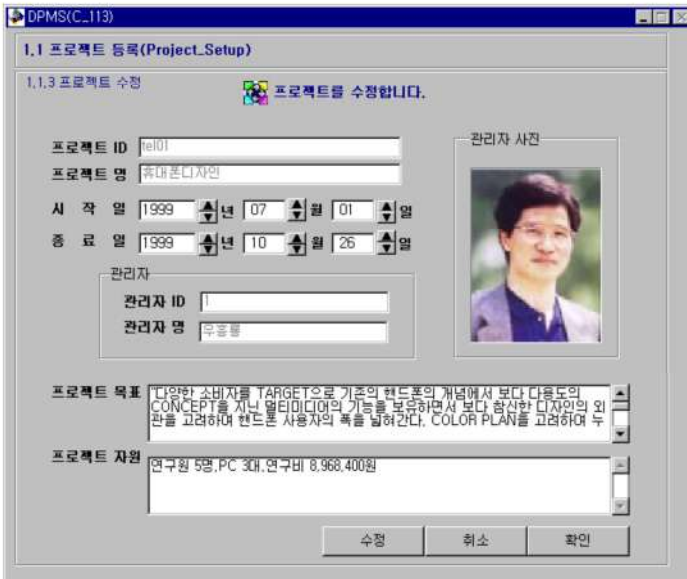 DPMS(C_113)
1.1 프로젝트 등록(Project_Setup)
1.1.3 프로젝트 수정
프로젝트를 수정합니다.
프로젝트 ID tel01
관리자 사진
프로젝트 명 휴대폰디자인
시 작 일 1999 년 07 월 01 일
종 료 일 1999 년 10 월 26 일
관리자
관리자 ID 1
관리자 명 우흥룡
프로젝트 목표 "다양한 소비자를 TARGET으로 기존의 핸드폰의 개념에서 보다 다용도의
CONCEPT을 지닌 멀티미디어의 기능을 보유하면서 보다 참신한 디자인의 외
관을 고려하며 핸드폰 사용자의 폭을 넓혀간다. COLOR PLAN을 고려하며 누
프로젝트 자원 연구원 5명,PC 3대,연구비 8,968,400원
수정 취소 확인